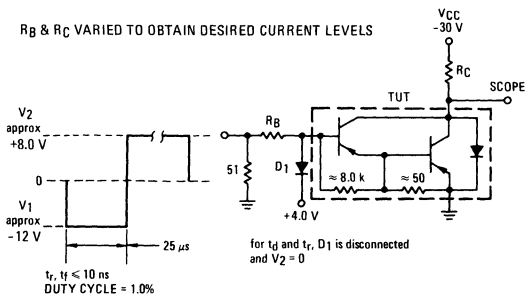 RB & RC VARIED TO OBTAIN DESIRED CURRENT LEVELS
VCC
-30 V
RC
SCOPE
TUT
V2
approx
+8.0 V
0
V1
approx
-12 V
RB
51
D1
≈ 8.0 k
≈ 50
+4.0 V
25 μs
for td and tr, D1 is disconnected
and V2 = 0
tr, tf ≤ 10 ns
DUTY CYCLE = 1.0%